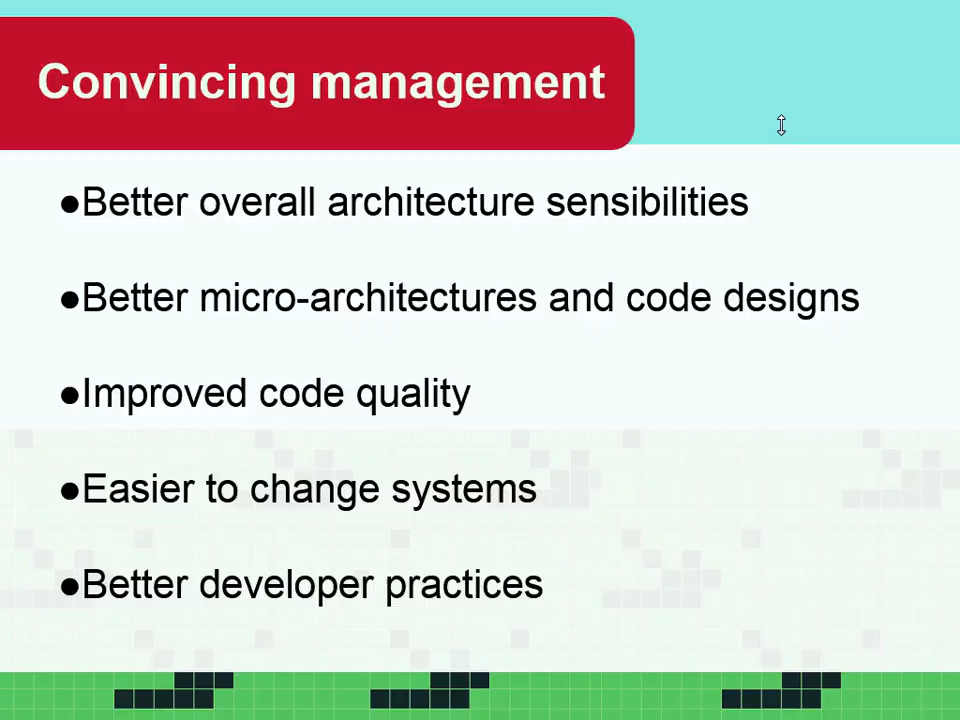 Convincing management
●Better overall architecture sensibilities
●Better micro-architectures and code designs
●Improved code quality
●Easier to change systems
●Better developer practices